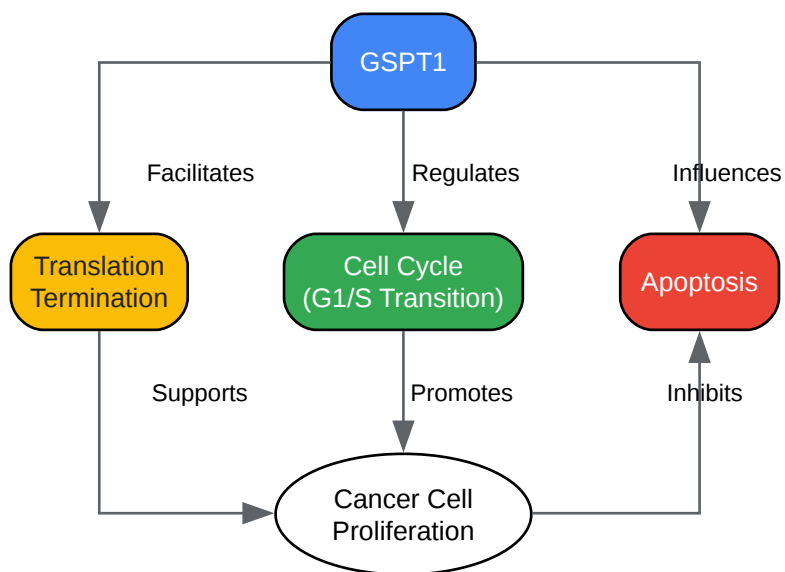 GSPT1
Facilitates
Regulates
Influences
Translation
Termination
Cell Cycle
(G1/S Transition)
Apoptosis
Supports
Promotes
Inhibits
Cancer Cell
Proliferation